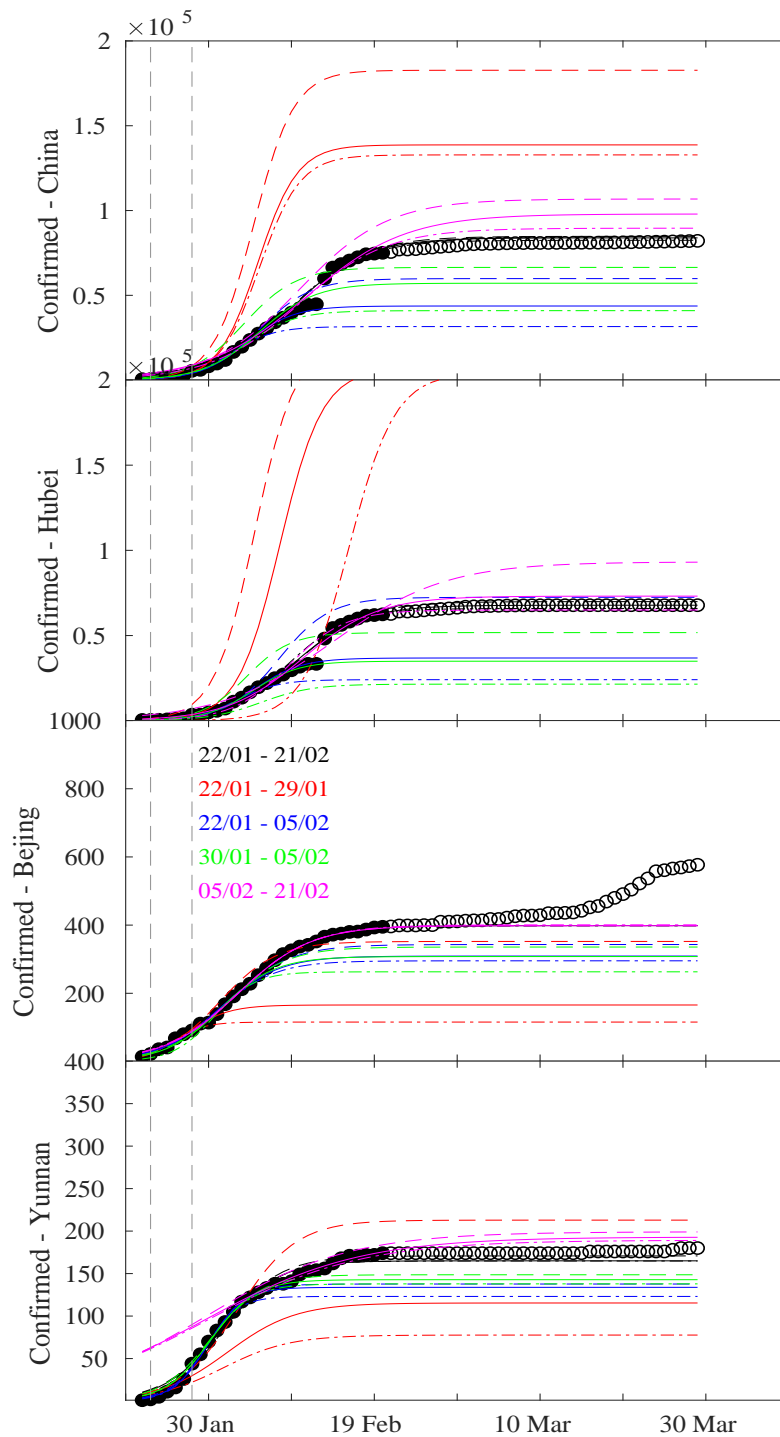 × 10 5
2
1.5
1
0.5
2
Confirmed - China
× 10 5
1.5
1
0.5
1000
Confirmed - Hubei
22/01 - 21/02
22/01 - 29/01
22/01 - 05/02
30/01 - 05/02
05/02 - 21/02
800
600
400
200
400
Confirmed - Bejing
350
300
250
200
150
100
50
Confirmed - Yunnan
30 Jan 19 Feb 10 Mar 30 Mar